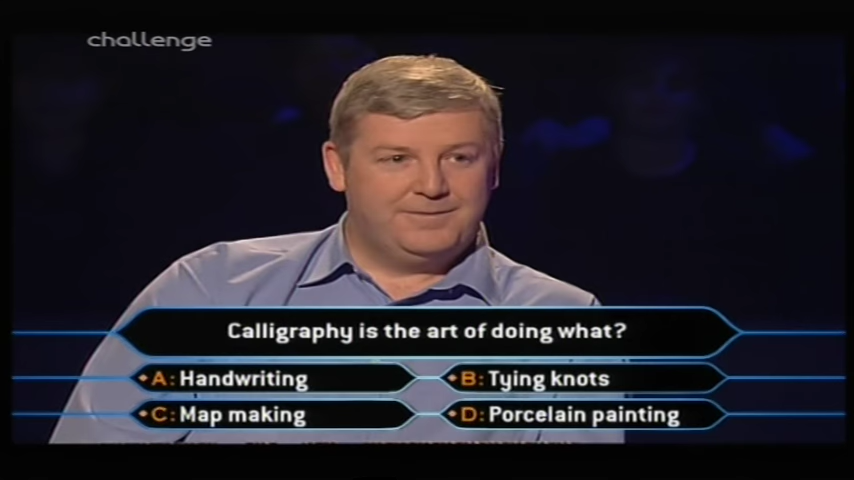 challenge
Calligraphy is the art of doing what?
A: Handwriting
B: Tying knots
C: Map making
D: Porcelain painting